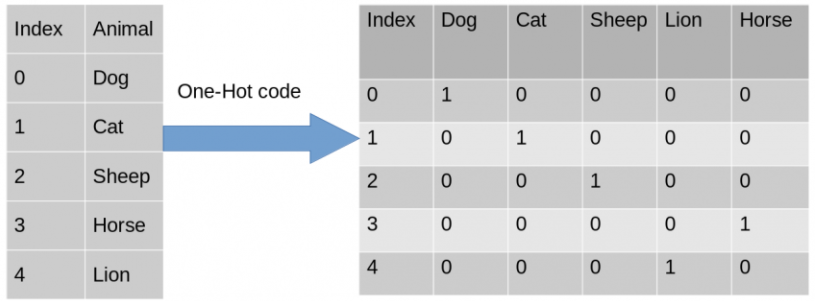 Index Animal
0 Dog
1 Cat
2 Sheep
3 Horse
4 Lion
One-Hot code
Index Dog Cat Sheep Lion Horse
0 1 0 0 0 0
1 0 1 0 0 0
2 0 0 1 0 0
3 0 0 0 0 1
4 0 0 0 1 0